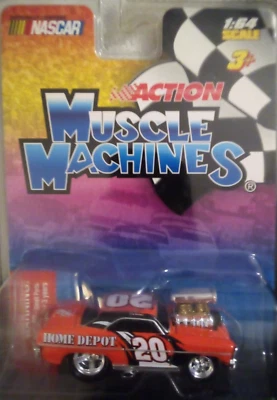 NASCAR
1:64
SCALE
3+
ACTION
MUSCLE
MACHINES®
20
HOME DEPOT
20